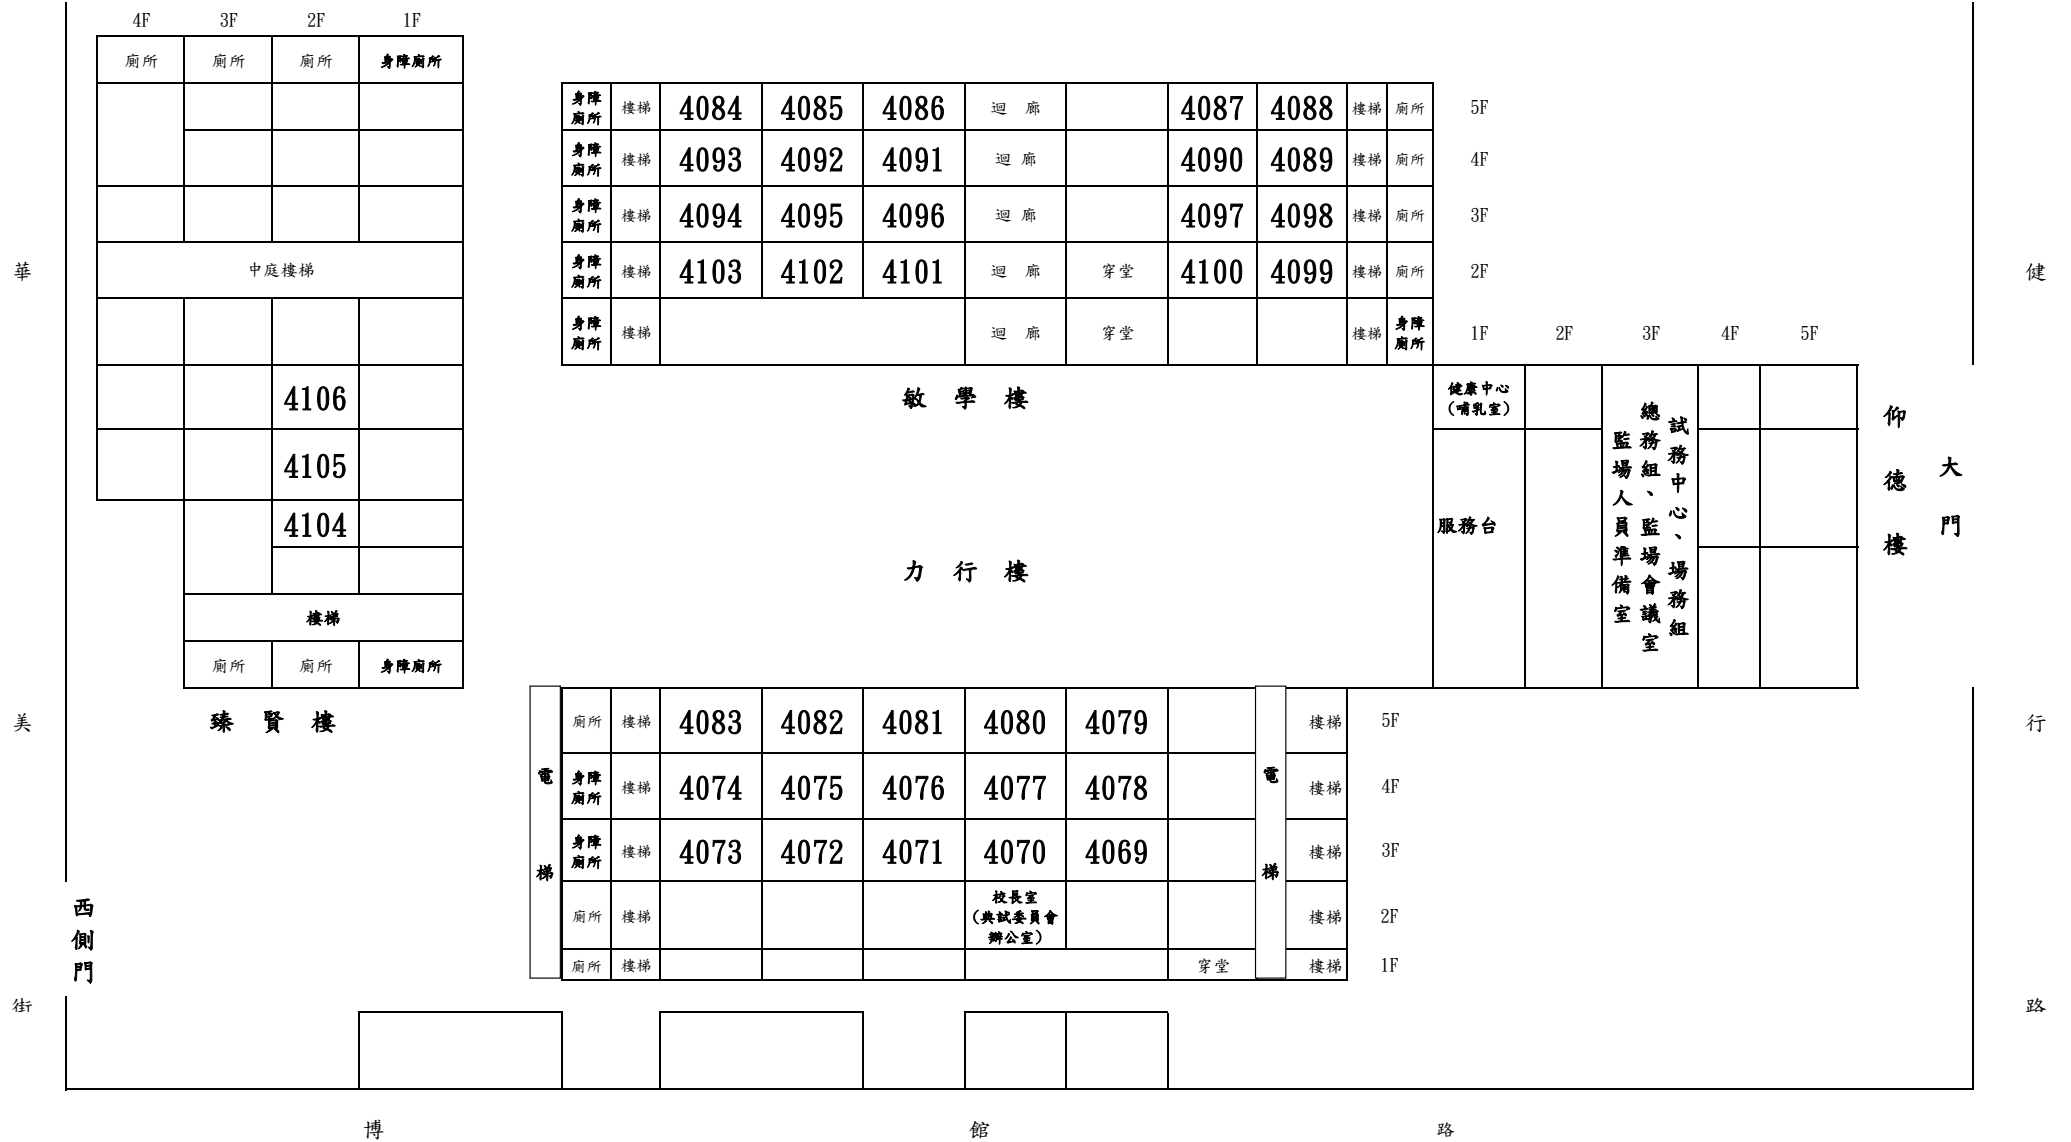 4F 3F 2F 1F
廁所 廁所 廁所 身障廁所
中庭樓梯
4106
4105
4104
樓梯
廁所 廁所 身障廁所
臻 賢 樓
身障
廁所 樓梯 4084 4085 4086 迴 廊 4087 4088 樓梯 廁所 5F
身障
廁所 樓梯 4093 4092 4091 迴 廊 4090 4089 樓梯 廁所 4F
身障
廁所 樓梯 4094 4095 4096 迴 廊 4097 4098 樓梯 廁所 3F
身障
廁所 樓梯 4103 4102 4101 迴 廊 穿堂 4100 4099 樓梯 廁所 2F
身障
廁所 樓梯 迴 廊 穿堂 樓梯 身障
廁所 1F 2F 3F 4F 5F
敏 學 樓
健康中心
（哺乳室）
服務台
試務中心、場務組
總務組、監場會議室
監場人員準備室
仰德樓
大門
力 行 樓
電梯
廁所 樓梯 4083 4082 4081 4080 4079 樓梯 5F
身障
廁所 樓梯 4074 4075 4076 4077 4078 樓梯 4F
身障
廁所 樓梯 4073 4072 4071 4070 4069 樓梯 3F
廁所 樓梯 校長室
（典試委員會
辦公室） 樓梯 2F
廁所 樓梯 穿堂 樓梯 1F
電梯
西側門
華美街
健行路
博 館 路